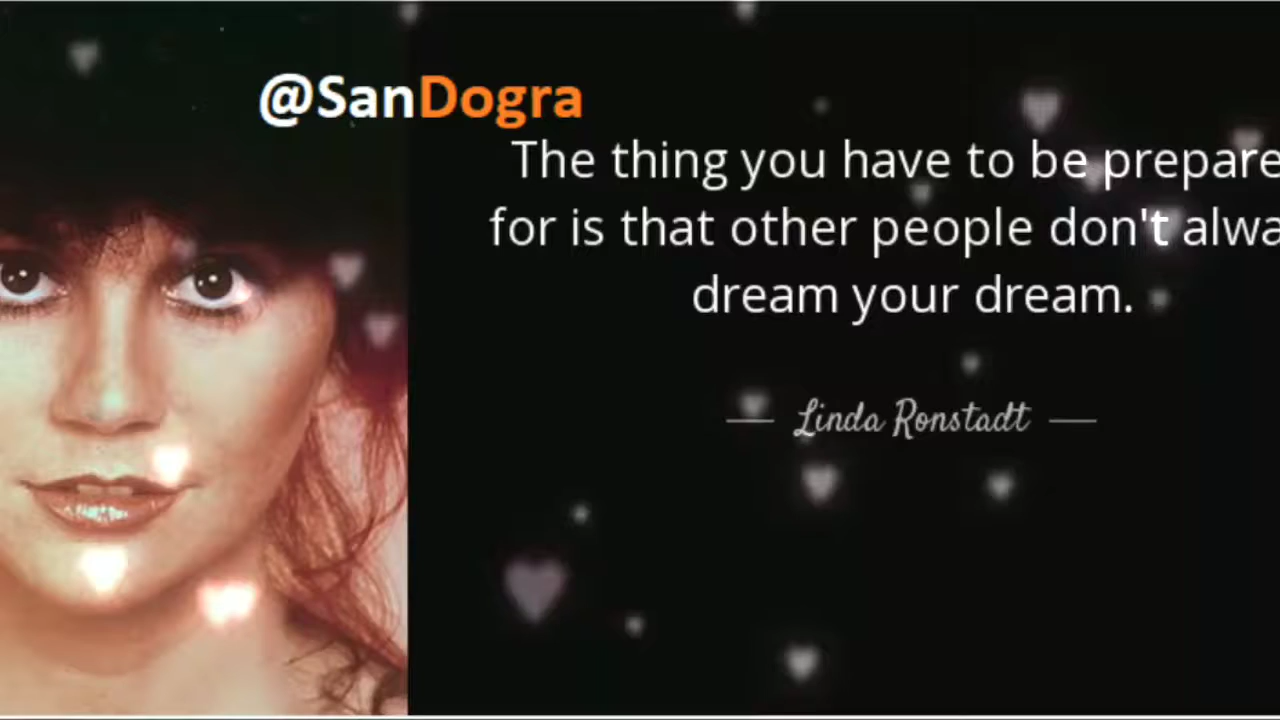 @SanDogra
The thing you have to be prepare
for is that other people don't alwa
dream your dream.
Linda Ronstadt